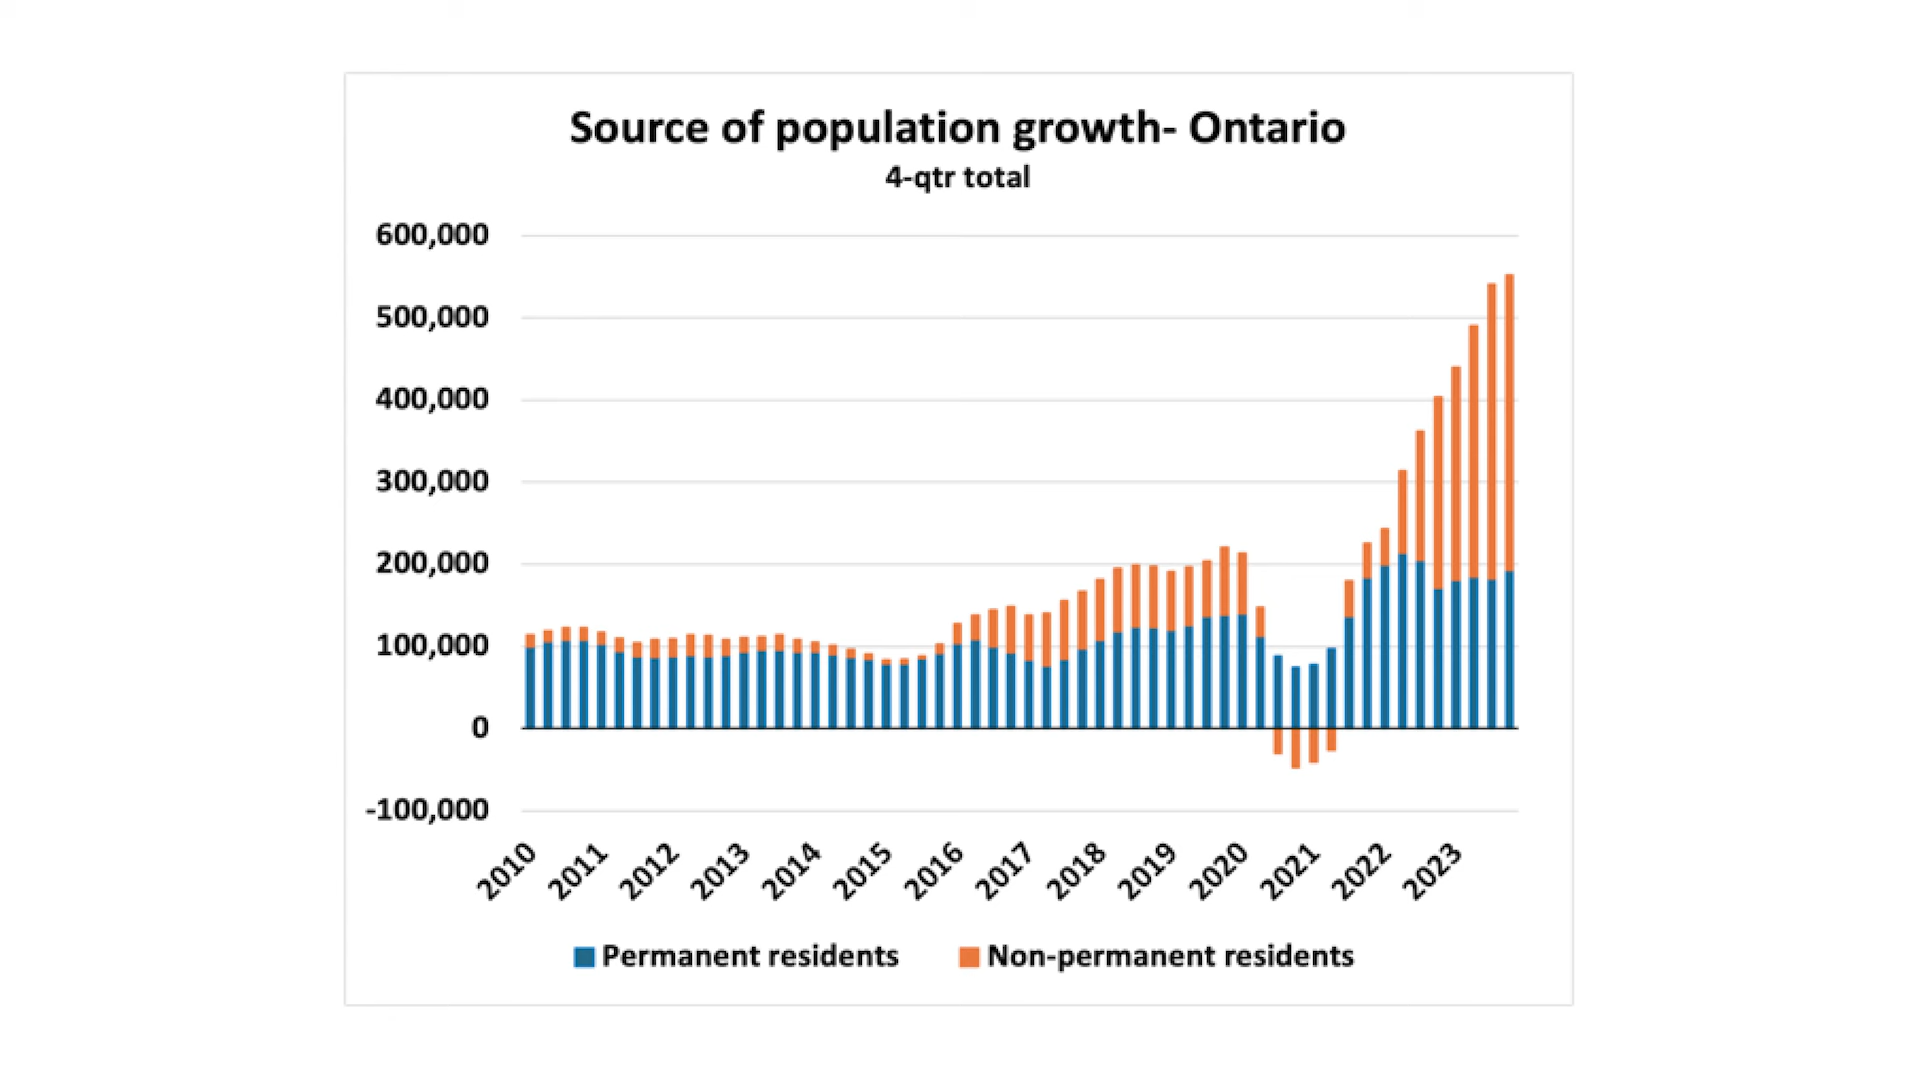 Source of population growth- Ontario
4-qtr total
600,000
500,000
400,000
300,000
200,000
100,000
0
-100,000
2010 2011 2012 2013 2014 2015 2016 2017 2018 2019 2020 2021 2022 2023
Permanent residents Non-permanent residents